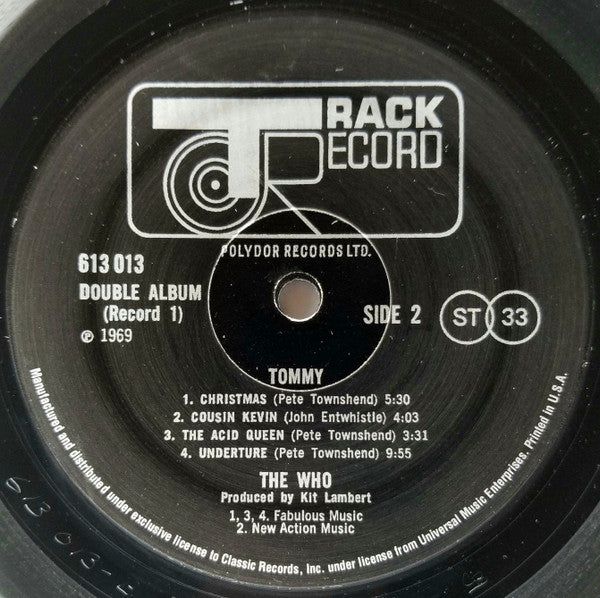 TRACK
RECORD
POLYDOR RECORDS LTD.
613 013
DOUBLE ALBUM
(Record 1)
℗ 1969
SIDE 2
ST 33
TOMMY
1. CHRISTMAS (Pete Townshend) 5:30
2. COUSIN KEVIN (John Entwhistle) 4:03
3. THE ACID QUEEN (Pete Townshend) 3:31
4. UNDERTURE (Pete Townshend) 9:55
THE WHO
Produced by Kit Lambert
1, 3, 4. Fabulous Music
2. New Action Music
Manufactured and distributed under exclusive license to Classic Records, Inc. under license from Universal Music Enterprises. Printed in U.S.A.